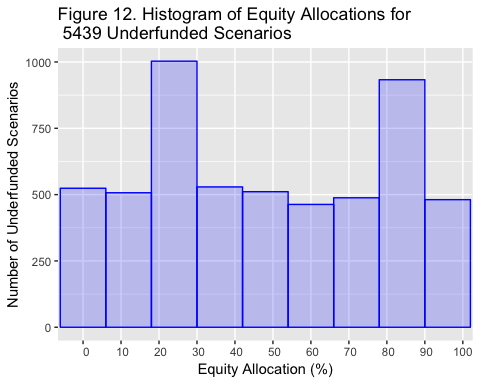 Figure 12. Histogram of Equity Allocations for
5439 Underfunded Scenarios
Number of Underfunded Scenarios
1000
750
500
250
0
0 10 20 30 40 50 60 70 80 90 100
Equity Allocation (%)